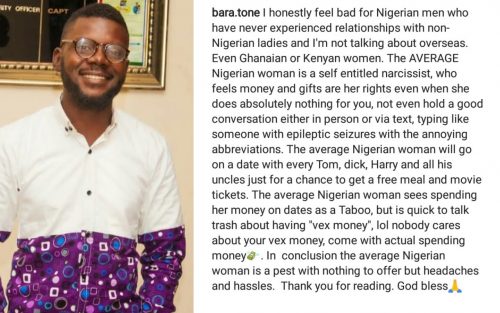 RITY OFFICER
CAPT
bara.tone I honestly feel bad for Nigerian men who
have never experienced relationships with non-
Nigerian ladies and I'm not talking about overseas.
Even Ghanaian or Kenyan women. The AVERAGE
Nigerian woman is a self entitled narcissist, who
feels money and gifts are her rights even when she
does absolutely nothing for you, not even hold a good
conversation either in person or via text, typing like
someone with epileptic seizures with the annoying
abbreviations. The average Nigerian woman will go
on a date with every Tom, dick, Harry and all his
uncles just for a chance to get a free meal and movie
tickets. The average Nigerian woman sees spending
her money on dates as a Taboo, but is quick to talk
trash about having "vex money", lol nobody cares
about your vex money, come with actual spending
money💸. In conclusion the average Nigerian
woman is a pest with nothing to offer but headaches
and hassles. Thank you for reading. God bless🙏